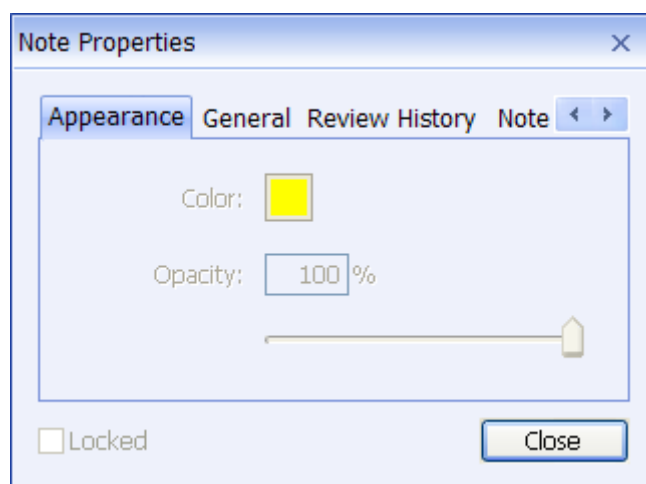 Note Properties
Appearance General Review History Note
Color:
Opacity: 100 %
Locked Close